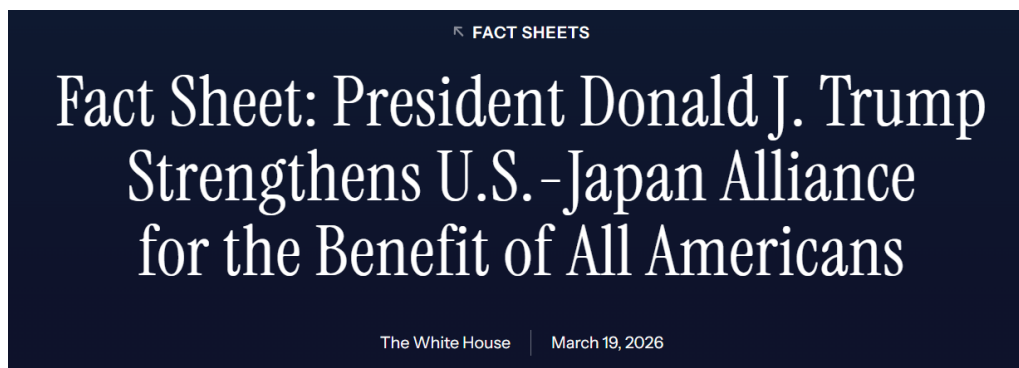 FACT SHEETS
Fact Sheet: President Donald J. Trump
Strengthens U.S.-Japan Alliance
for the Benefit of All Americans
The White House | March 19, 2026